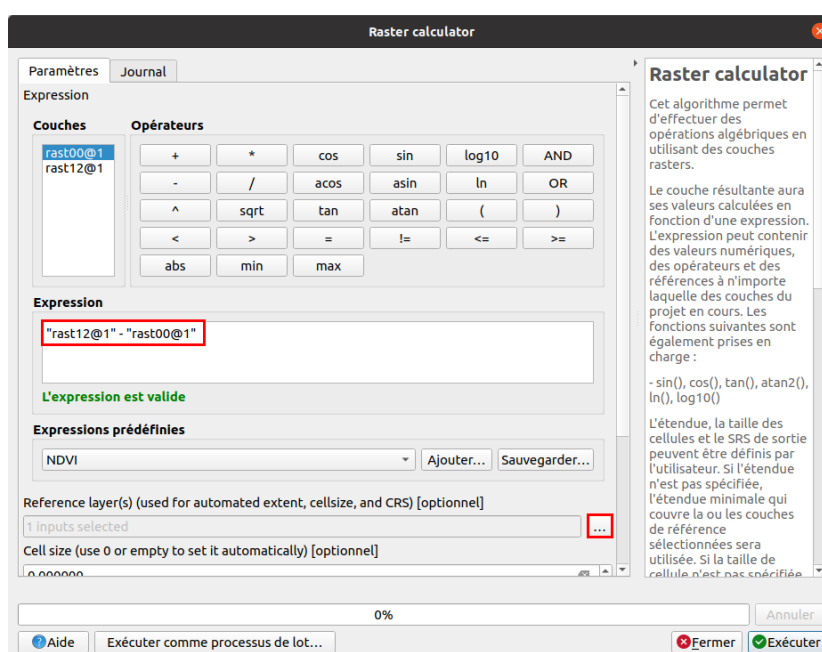 Raster calculator
Paramètres
Journal
Expression
Couches
Opérateurs
rast00@1
rast12@1
+
*
cos
sin
log10
AND
-
/
acos
asin
ln
OR
^
sqrt
tan
atan
(
)
<
>
=
!=
<=
>=
abs
min
max
Expression
"rast12@1" - "rast00@1"
L'expression est valide
Expressions prédéfinies
NDVI
Ajouter...
Sauvegarder...
Reference layer(s) (used for automated extent, cellsize, and CRS) [optionnel]
1 inputs selected
...
Cell size (use 0 or empty to set it automatically) [optionnel]
0.000000
Raster calculator
Cet algorithme permet
d'effectuer des
opérations algébriques en
utilisant des couches
rasters.
Le couche résultante aura
ses valeurs calculées en
fonction d'une expression.
L'expression peut contenir
des valeurs numériques,
des opérateurs et des
références à n'importe
laquelle des couches du
projet en cours. Les
fonctions suivantes sont
également prises en
charge :
- sin(), cos(), tan(), atan2(),
ln(), log10()
L'étendue, la taille des
cellules et le SRS de sortie
peuvent être définis par
l'utilisateur. Si l'étendue
n'est pas spécifiée,
l'étendue minimale qui
couvre la ou les couches
de référence
sélectionnées sera
utilisée. Si la taille de
cellule n'est pas spécifiée
0%
Annuler
Aide
Exécuter comme processus de lot...
Fermer
Exécuter